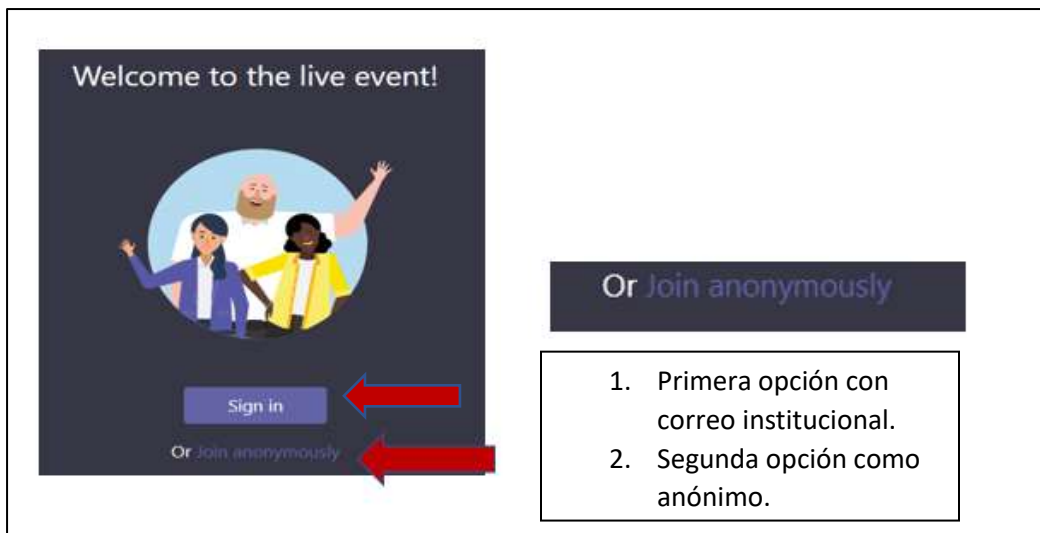 Welcome to the live event!
Sign in
Or Join anonymously
Or Join anonymously
1. Primera opción con
correo institucional.
2. Segunda opción como
anónimo.